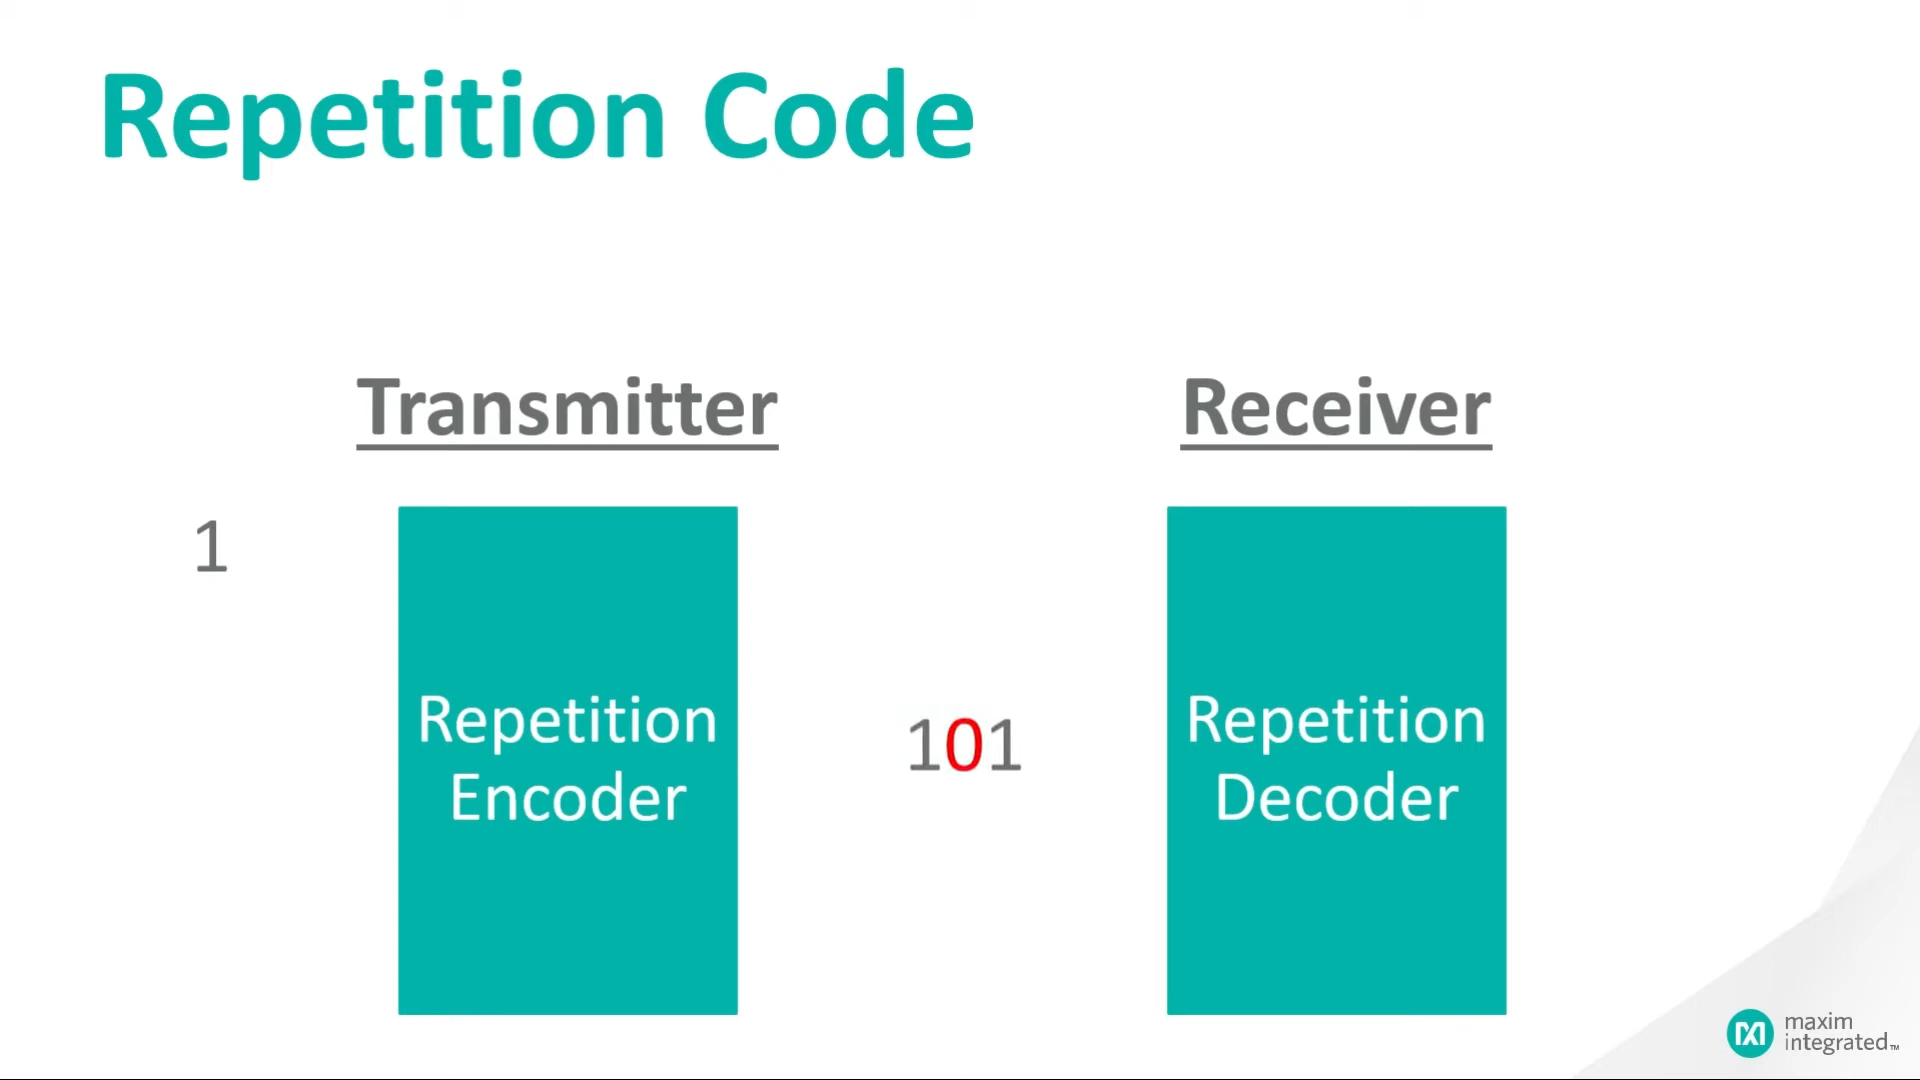 Repetition Code
Transmitter
Receiver
1
Repetition
Encoder
101
Repetition
Decoder
maxim
integrated™